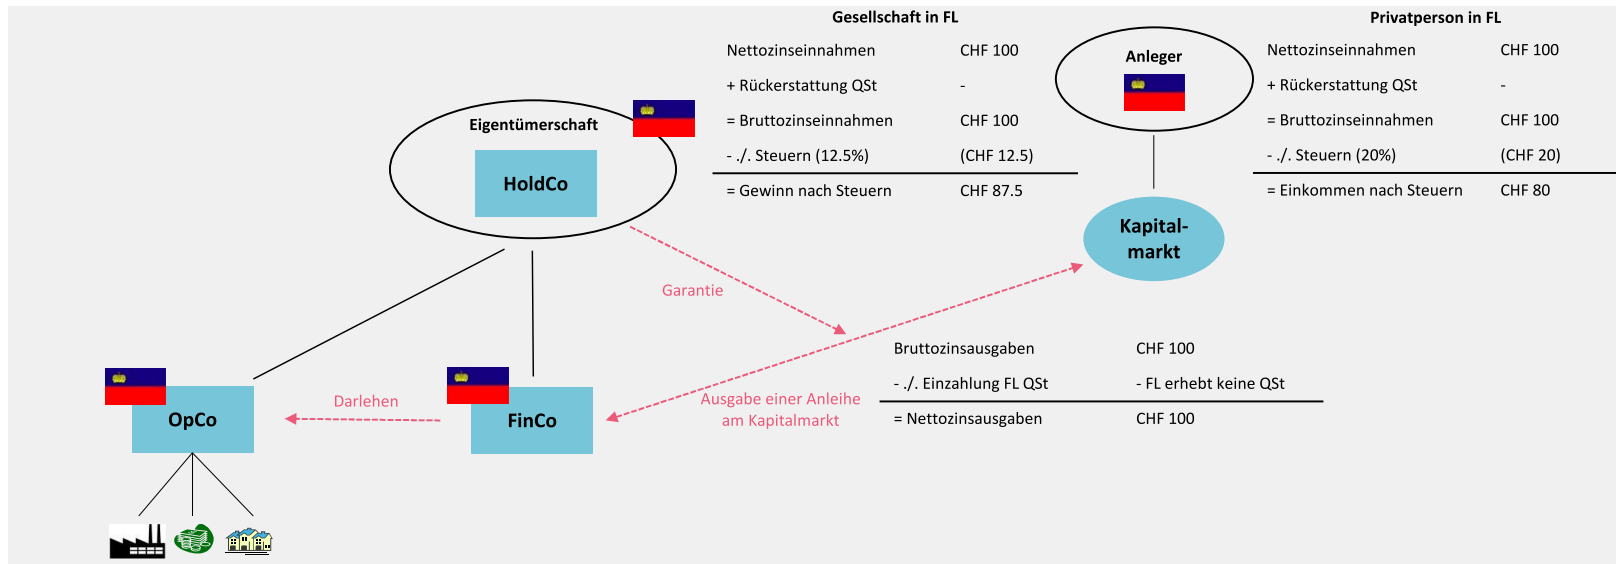 Gesellschaft in FL
Nettozinseinnahmen CHF 100
+ Rückerstattung QSt -
= Bruttozinseinnahmen CHF 100
- ./. Steuern (12.5%) (CHF 12.5)
= Gewinn nach Steuern CHF 87.5
Anleger
Privatperson in FL
Nettozinseinnahmen CHF 100
+ Rückerstattung QSt -
= Bruttozinseinnahmen CHF 100
- ./. Steuern (20%) (CHF 20)
= Einkommen nach Steuern CHF 80
Eigentümerschaft
HoldCo
Kapital-
markt
Garantie
Bruttozinsausgaben CHF 100
- ./. Einzahlung FL QSt - FL erhebt keine QSt
= Nettozinsausgaben CHF 100
Ausgabe einer Anleihe
am Kapitalmarkt
Darlehen
OpCo
FinCo